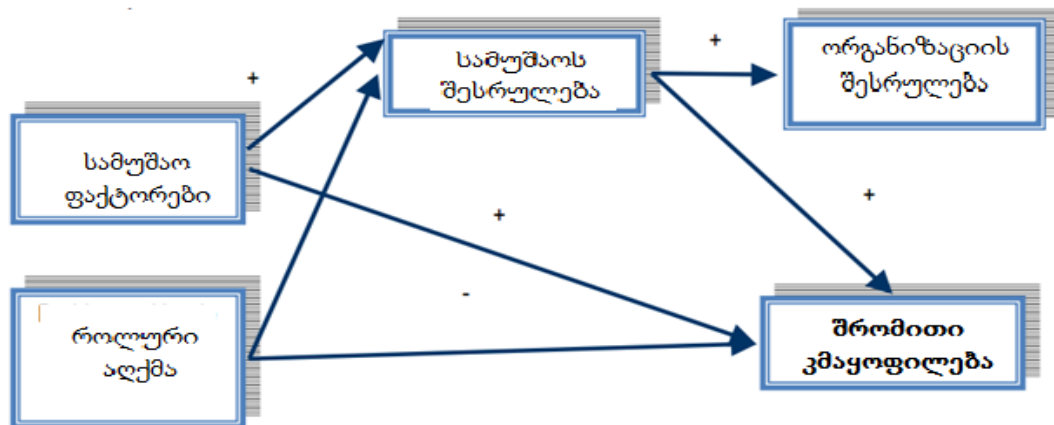 სამუშაოს
შესრულება
+
ორგანიზაციის
შესრულება
+
სამუშაო
ფაქტორები
+
+
-
როლური
აღქმა
შრომითი
კმაყოფილება